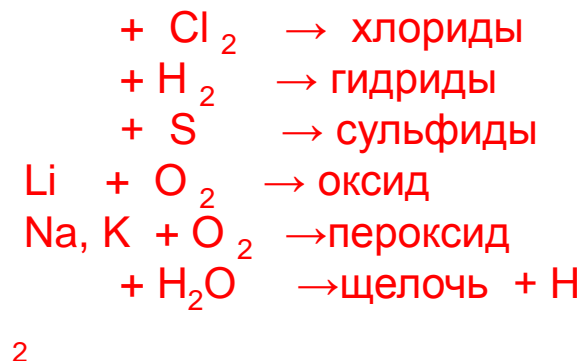 + Cl 2 → хлориды
+ H 2 → гидриды
+ S → сульфиды
Li + O 2 → оксид
Na, K + O 2 →пероксид
+ H2O →щелочь + H
2